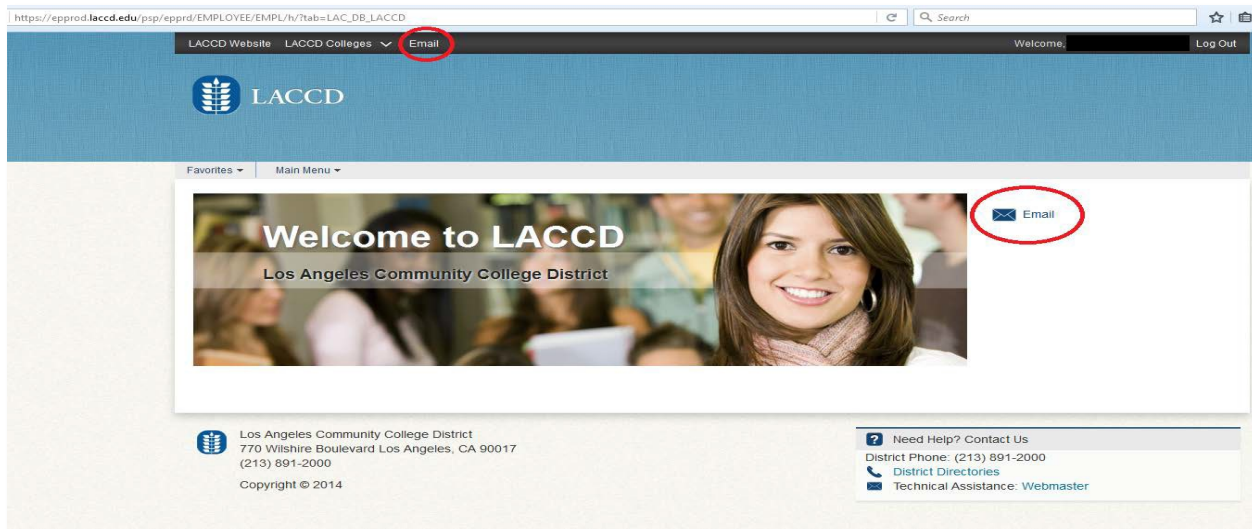 https://epprod.laccd.edu/psp/epprd/EMPLOYEE/EMPL/h/?tab=LAC_DB_LACCD
Search
LACCD Website LACCD Colleges Email Welcome, Log Out
LACCD
Favorites Main Menu
Welcome to LACCD
Los Angeles Community College District
Email
Los Angeles Community College District
770 Wilshire Boulevard Los Angeles, CA 90017
(213) 891-2000
Copyright © 2014
Need Help? Contact Us
District Phone: (213) 891-2000
District Directories
Technical Assistance: Webmaster